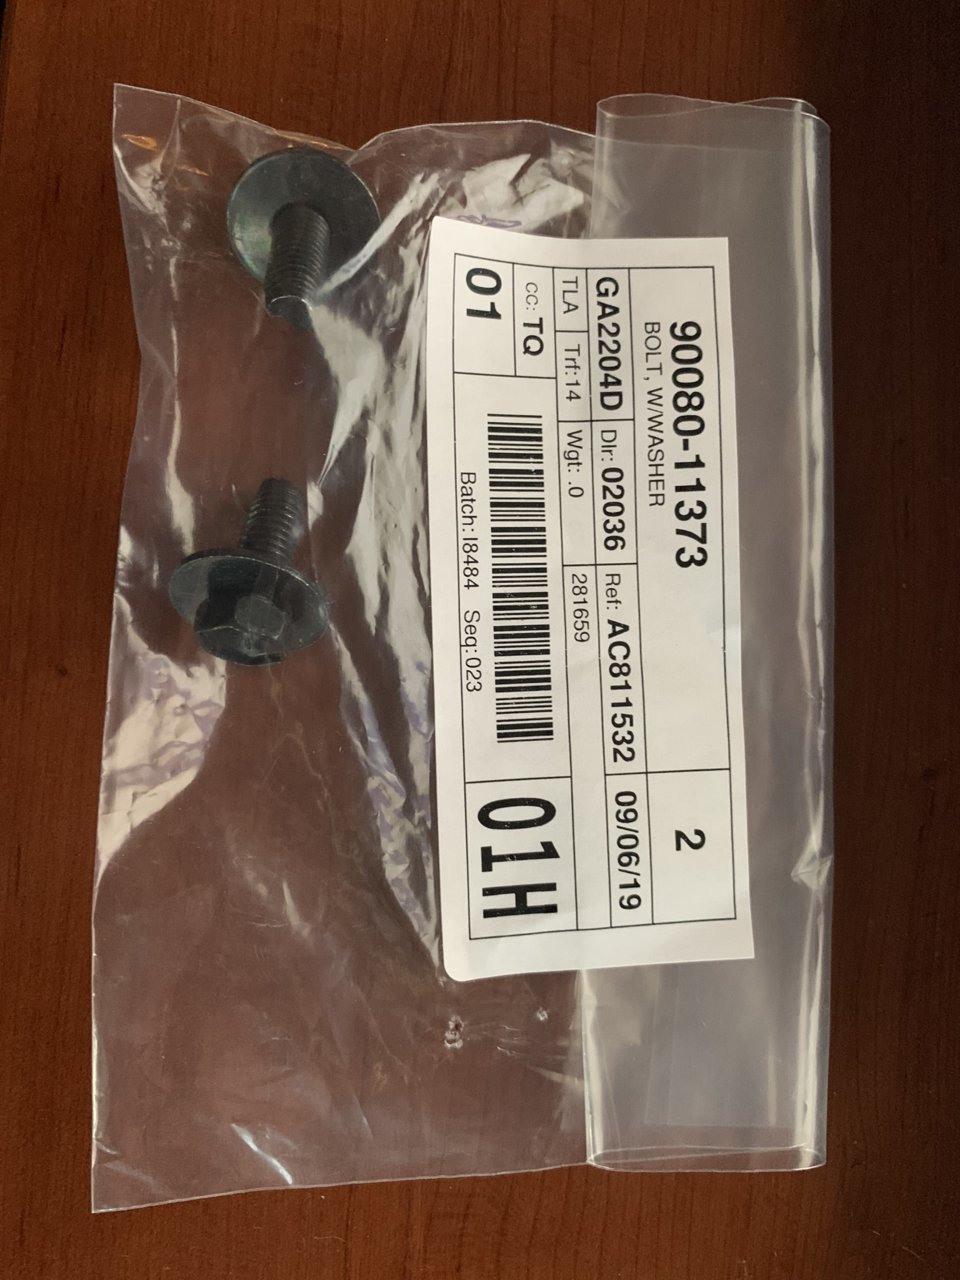 90080-11373 2
BOLT, W/WASHER
GA2204D Dlr: 02036 Ref: AC811532 09/06/19
TLA Trf:14 Wgt: .0 281659
CC: TQ
01
01H
Batch: I8484 Seq: 023